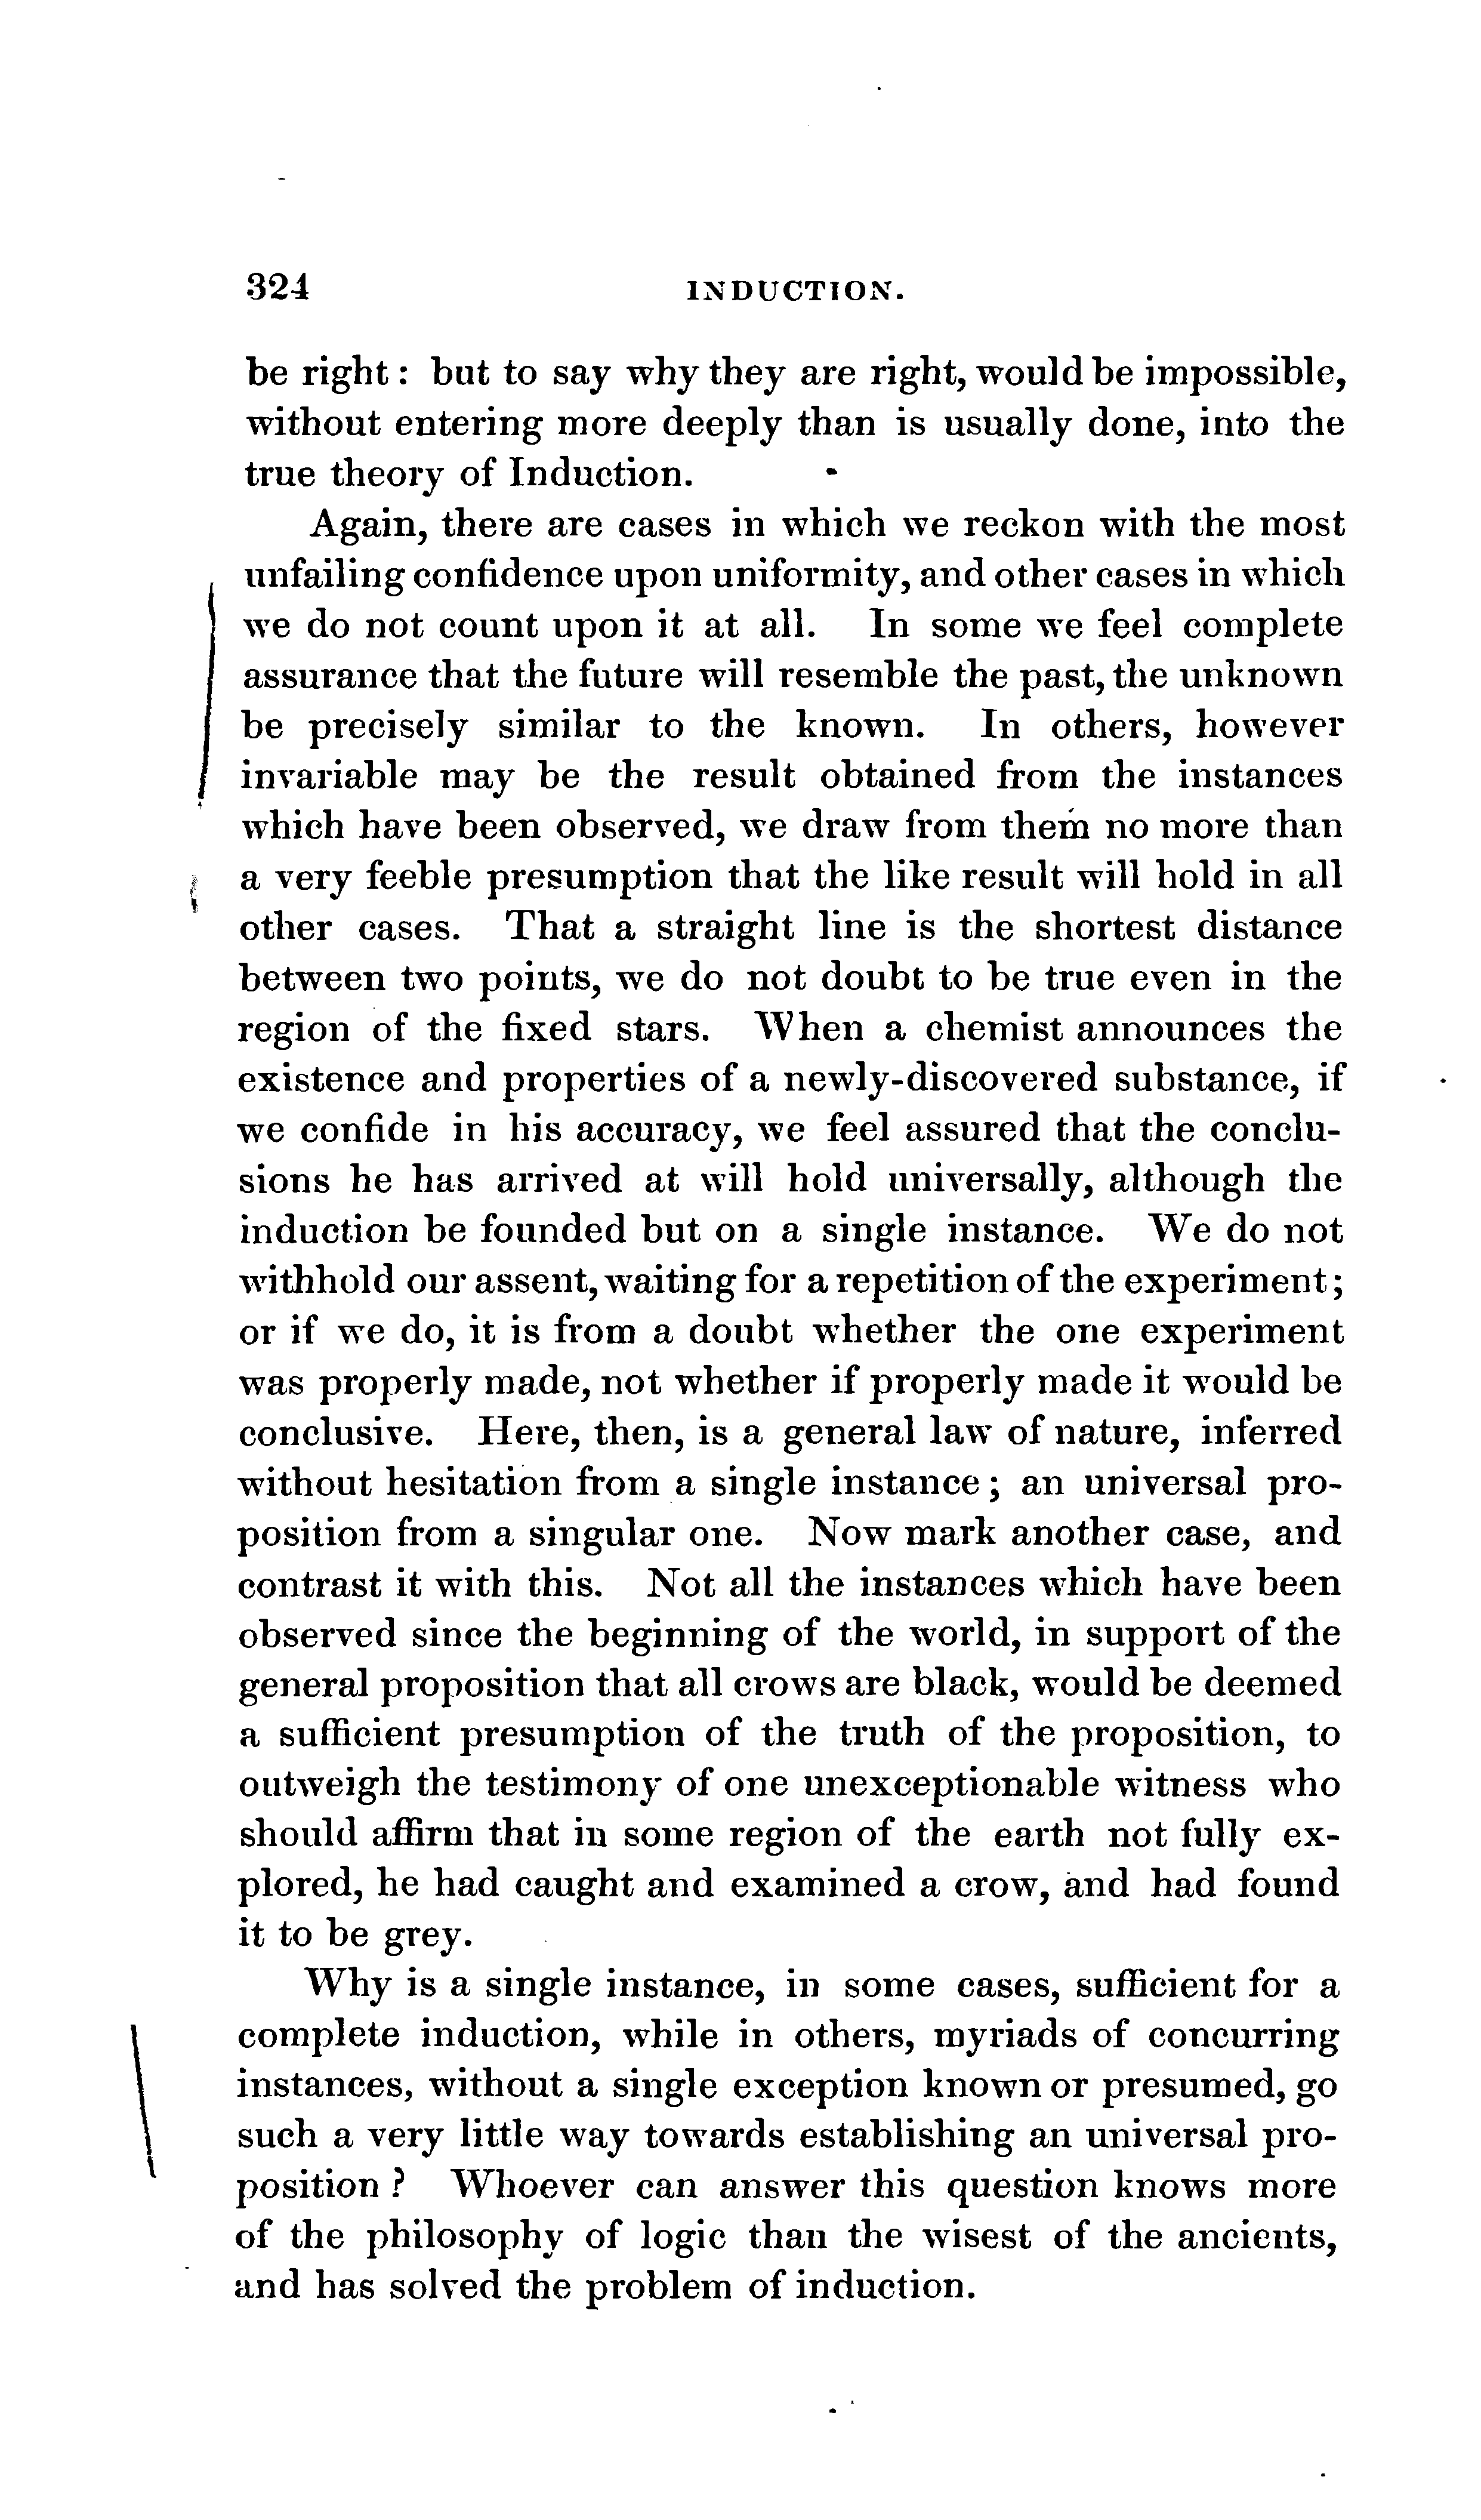 324 INDUCTION.
be right : but to say why they are right, would be impossible,
without entering more deeply than is usually done, into the
true theory of Induction.
Again, there are cases in which we reckon with the most
unfailing confidence upon uniformity, and other cases in which
we do not count upon it at all. In some we feel complete
assurance that the future will resemble the past, the unknown
be precisely similar to the known. In others, however
invariable may be the result obtained from the instances
which have been observed, we draw from them no more than
a very feeble presumption that the like result will hold in all
other cases. That a straight line is the shortest distance
between two points, we do not doubt to be true even in the
region of the fixed stars. When a chemist announces the
existence and properties of a newly-discovered substance, if
we confide in his accuracy, we feel assured that the conclu-
sions he has arrived at will hold universally, although the
induction be founded but on a single instance. We do not
withhold our assent, waiting for a repetition of the experiment;
or if we do, it is from a doubt whether the one experiment
was properly made, not whether if properly made it would be
conclusive. Here, then, is a general law of nature, inferred
without hesitation from a single instance ; an universal pro-
position from a singular one. Now mark another case, and
contrast it with this. Not all the instances which have been
observed since the beginning of the world, in support of the
general proposition that all crows are black, would be deemed
a sufficient presumption of the truth of the proposition, to
outweigh the testimony of one unexceptionable witness who
should affirm that in some region of the earth not fully ex-
plored, he had caught and examined a crow, and had found
it to be grey.
Why is a single instance, in some cases, sufficient for a
complete induction, while in others, myriads of concurring
instances, without a single exception known or presumed, go
such a very little way towards establishing an universal pro-
position ? Whoever can answer this question knows more
of the philosophy of logic than the wisest of the ancients,
and has solved the problem of induction.